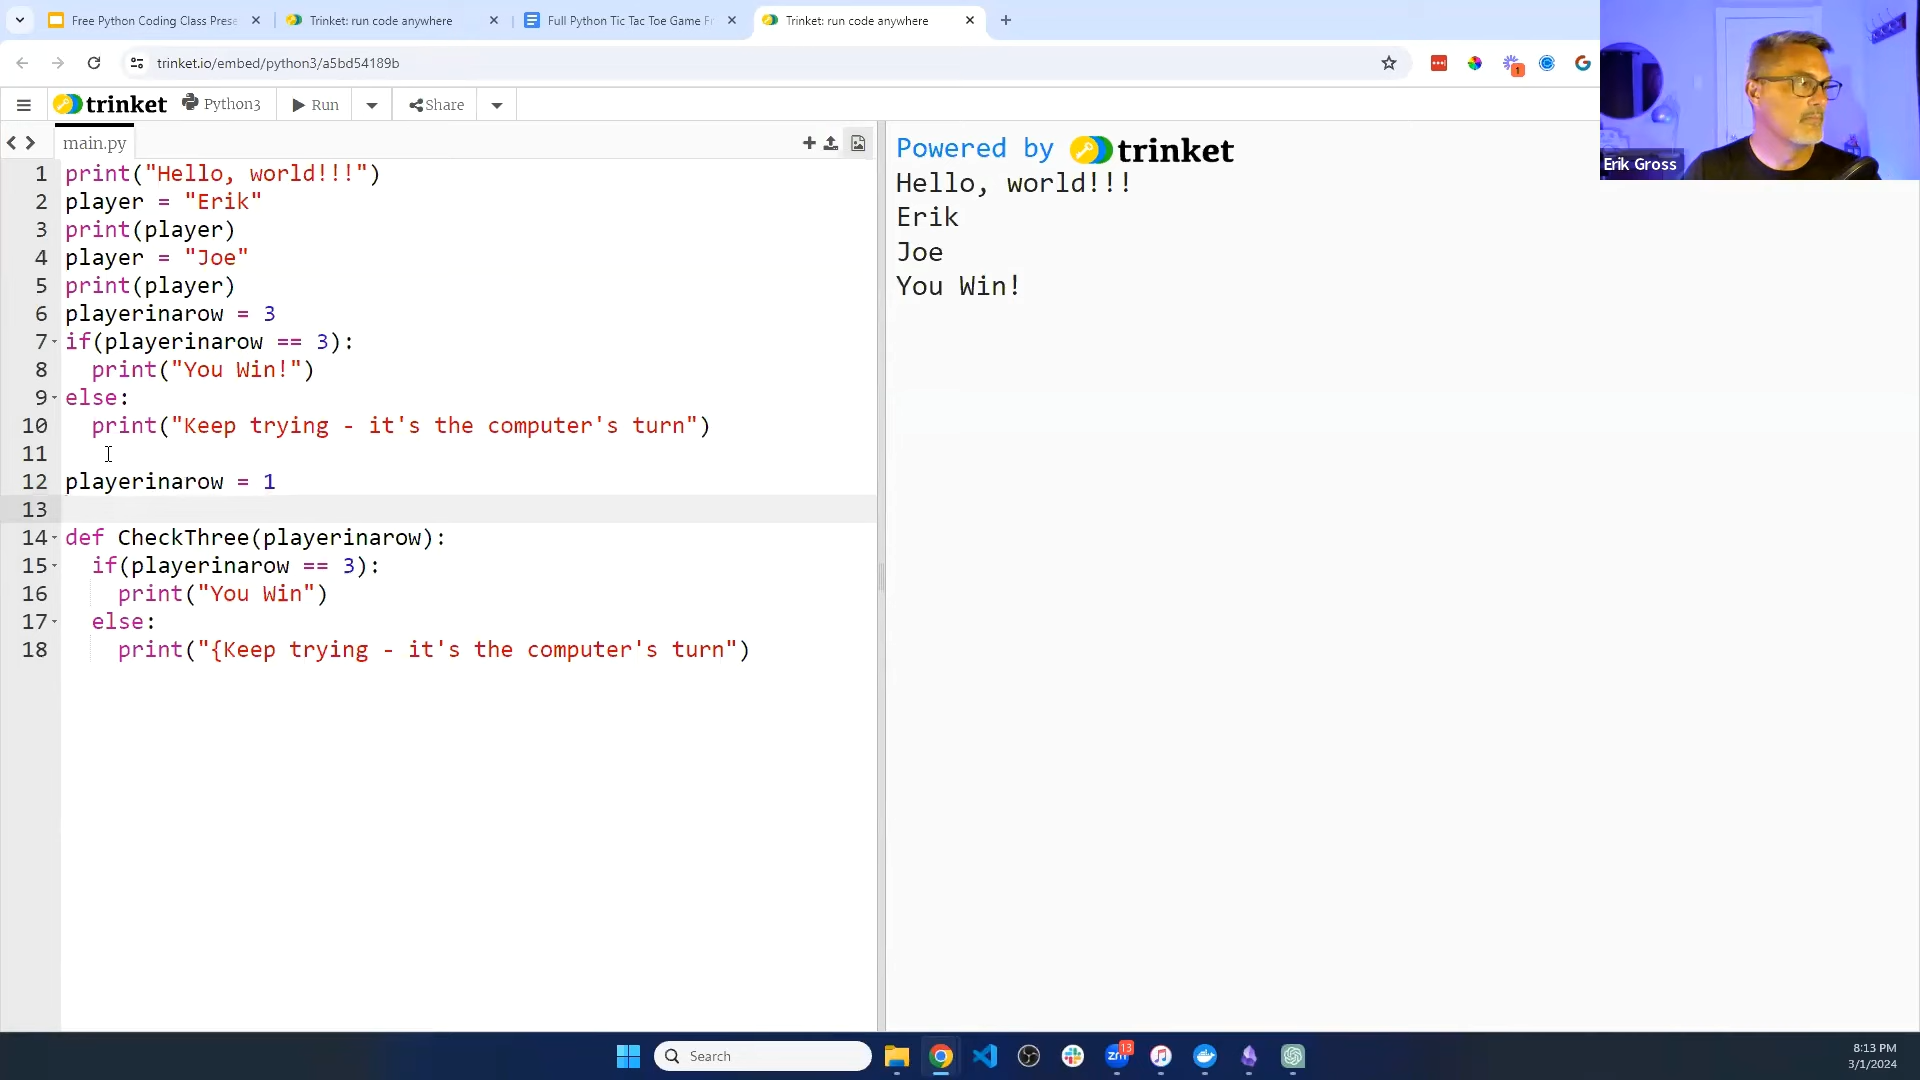 Free Python Coding Class Prese
Trinket: run code anywhere
Full Python Tic Tac Toe Game Fr
Trinket: run code anywhere
trinket.io/embed/python3/a5bd54189b
1
trinket
Python3
Run
Share
main.py
1 print("Hello, world!!!")
2 player = "Erik"
3 print(player)
4 player = "Joe"
5 print(player)
6 playerinarow = 3
7 if(playerinarow == 3):
8 print("You Win!")
9 else:
10 print("Keep trying - it's the computer's turn")
11
12 playerinarow = 1
13
14 def CheckThree(playerinarow):
15 if(playerinarow == 3):
16 print("You Win")
17 else:
18 print("{Keep trying - it's the computer's turn")
Powered by trinket
Hello, world!!!
Erik
Joe
You Win!
Erik Gross
Search
zm
13
8:13 PM
3/1/2024